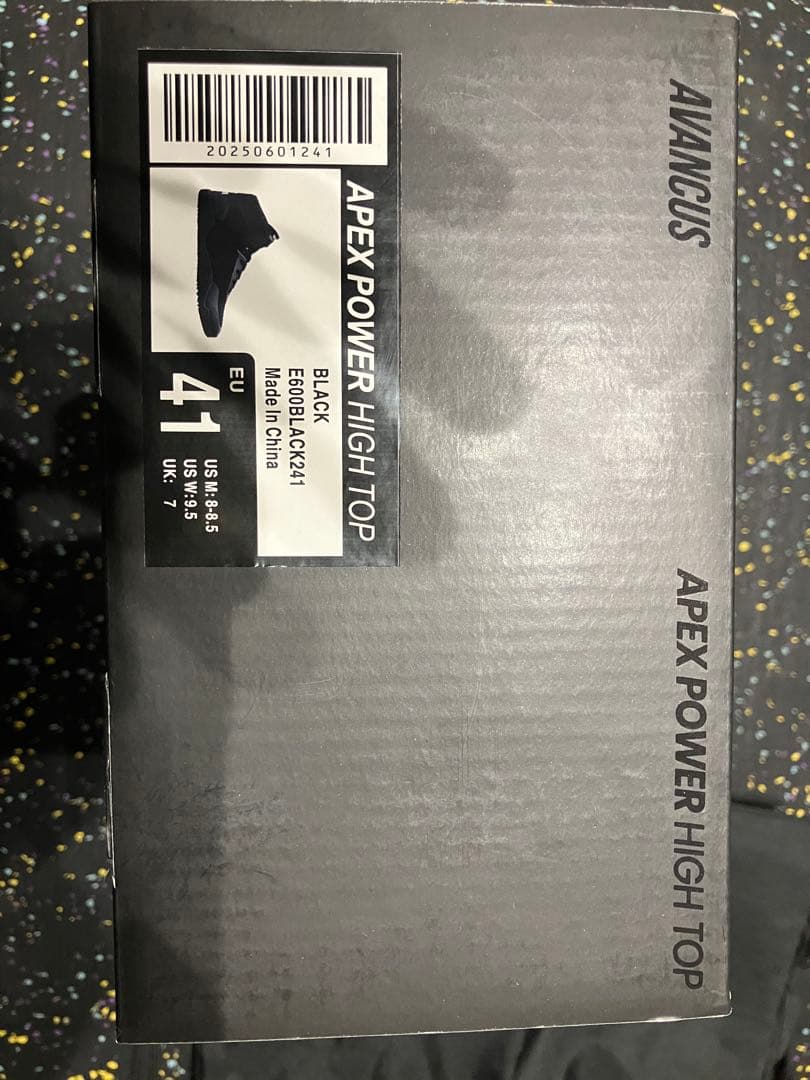 AVANCUS
APEX POWER HIGH TOP
20250601241
APEX POWER HIGH TOP
BLACK
E600BLACK241
Made In China
EU
41
US M: 8-8.5
US W:9.5
UK: 7